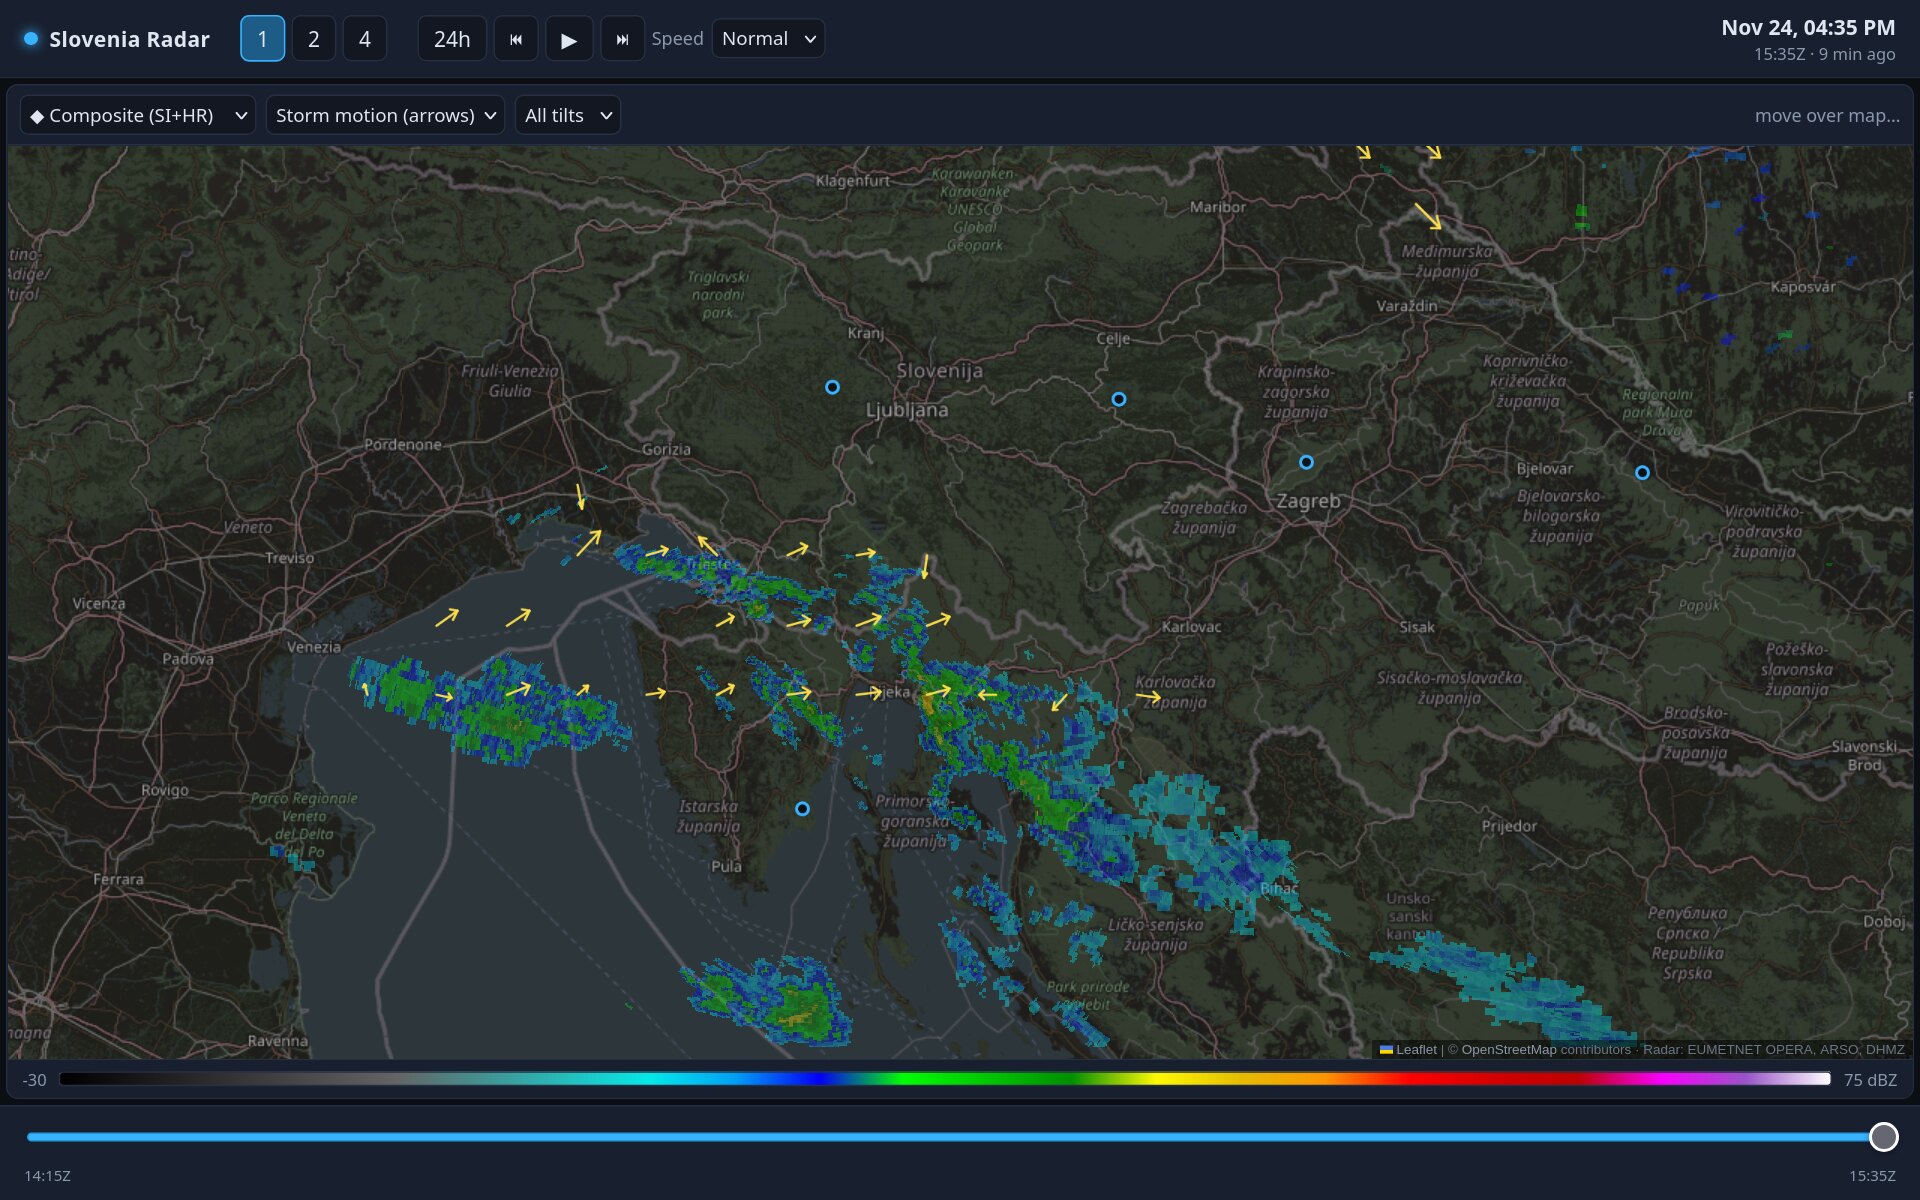 Slovenia Radar
1
2
4
24h
Speed
Normal
Nov 24, 04:35 PM
15:35Z · 9 min ago
◆ Composite (SI+HR)
Storm motion (arrows)
All tilts
move over map...
Klagenfurt
Karawanken-
Karavanke
UNESCO
Global
Geopark
Maribor
Međimurska
županija
Kaposvár
Varaždin
tino-
Adige/
tirol
Triglavski
narodni
park
Kranj
Celje
Slovenija
Ljubljana
Krapinsko-
zagorska
županija
Koprivničko-
križevačka
županija
Regionalni
park Mura
Drava
Friuli-Venezia
Giulia
Pordenone
Gorizia
Bjelovar
Zagreb
Bjelovarsko-
bilogorska
županija
Zagrebačka
županija
Virovitičko-
podravska
županija
Veneto
Treviso
Trieste
Vicenza
Papuk
Venezia
Padova
Karlovac
Sisak
Požeško-
slavonska
županija
Karlovačka
županija
Sisačko-moslavačka
županija
jeka
Brodsko-
posavska
županija
Slavonski
Brod
Rovigo
Parco Regionale
Veneto
del Delta
del Po
Istarska
županija
Primorsko-
goranska
županija
Prijedor
Pula
Ferrara
Bihać
Unsko-
sanski
kanton
Ličko-senjska
županija
Република
Српска /
Republika
Srpska
Doboj
Park prirode
Velebit
magna
Ravenna
Leaflet | © OpenStreetMap contributors · Radar: EUMETNET OPERA, ARSO, DHMZ
-30
75 dBZ
14:15Z
15:35Z